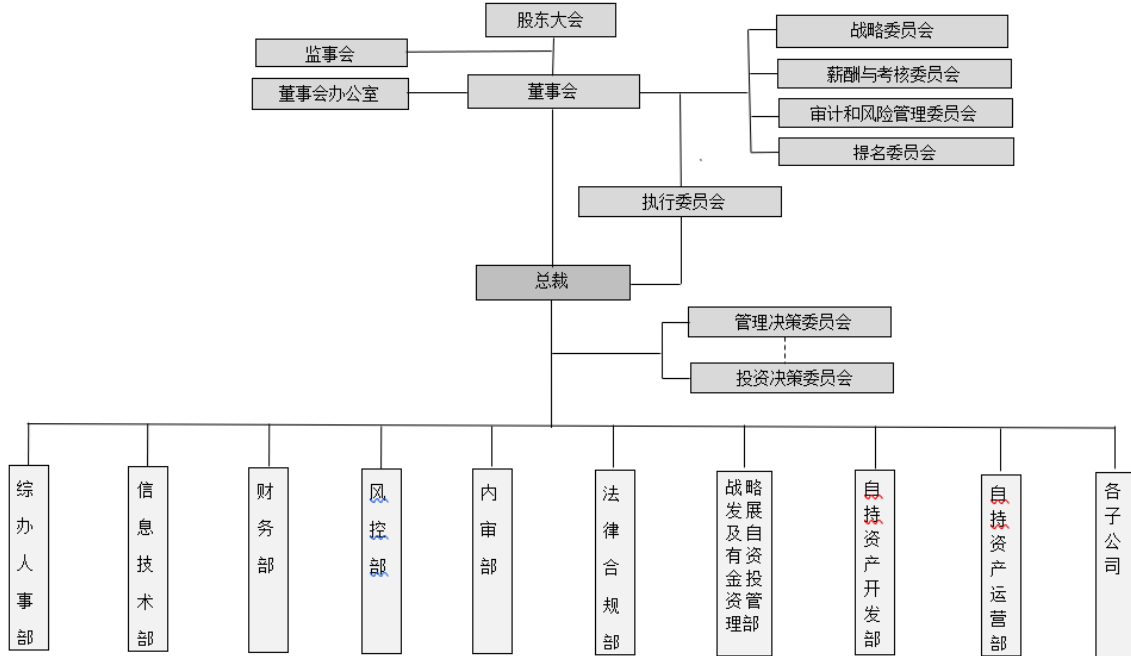 股东大会
监事会
董事会办公室
董事会
战略委员会
薪酬与考核委员会
审计和风险管理委员会
提名委员会
执行委员会
总裁
管理决策委员会
投资决策委员会
综办人事部
信息技术部
财务部
风控部
内审部
法律合规部
战略发展及自有资金投资管理部
自持资产开发部
自持资产运营部
各子公司